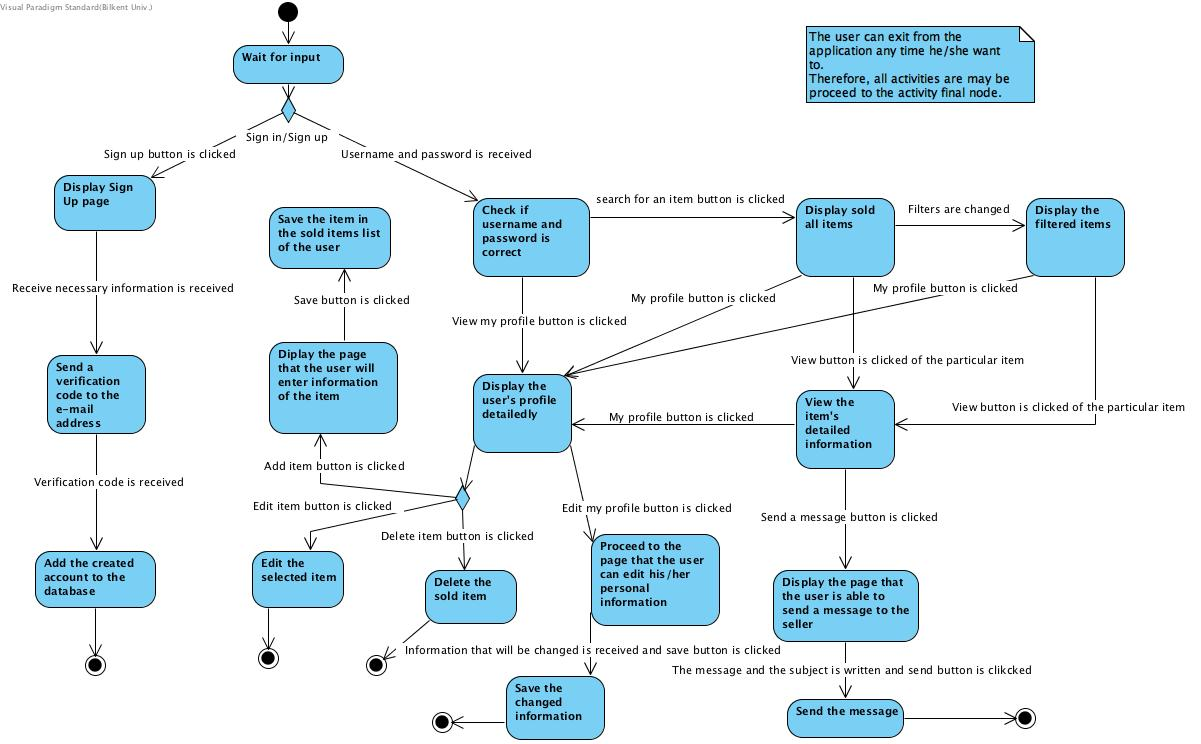 Visual Paradigm Standard(Bilkent Univ.)
Wait for input
The user can exit from the
application any time he/she want
to.
Therefore, all activities are may be
proceed to the activity final node.
Sign in/Sign up
Sign up button is clicked
Username and password is received
Display Sign
Up page
Save the item in
the sold items list
of the user
Check if
username and
password is
correct
search for an item button is clicked
Display sold
all items
Filters are changed
Display the
filtered items
Receive necessary information is received
Save button is clicked
View my profile button is clicked
My profile button is clicked
My profile button is clicked
Send a
verification
code to the
e-mail
address
Diplay the page
that the user will
enter information
of the item
Display the
user's profile
detailedly
My profile button is clicked
View button is clicked of the particular item
View the
item's
detailed
information
View button is clicked of the particular item
Verification code is received
Add item button is clicked
Edit item button is clicked
Delete item button is clicked
Edit my profile button is clicked
Send a message button is clicked
Add the created
account to the
database
Edit the
selected item
Delete the
sold item
Proceed to the
page that the user
can edit his/her
personal
information
Display the page that
the user is able to
send a message to the
seller
Information that will be changed is received and save button is clicked
The message and the subject is written and send button is clikcked
Save the
changed
information
Send the message